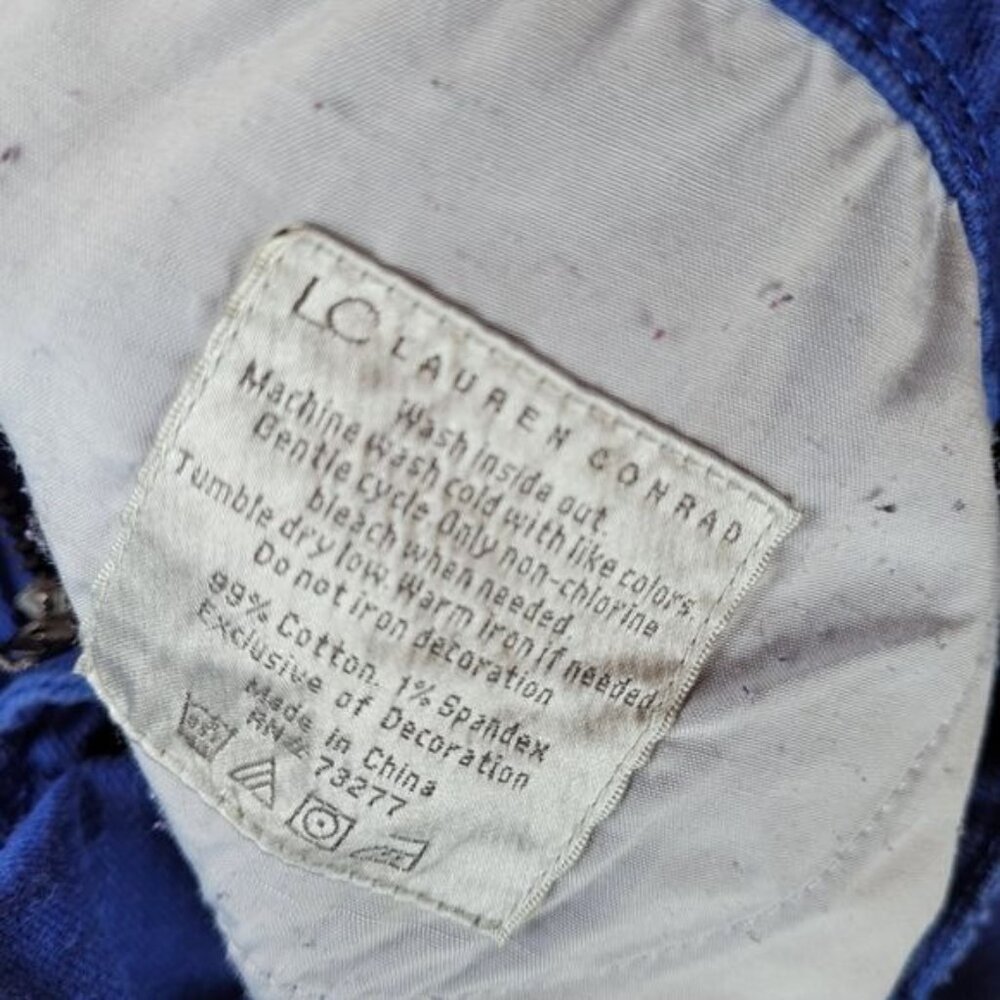 LC LAUREN CONRAD
Wash inside out.
Machine wash cold with like colors.
Gentle cycle. Only non-chlorine
bleach when needed.
Tumble dry low. Warm iron if needed.
Do not iron decoration
99% Cotton. 1% Spandex
Exclusive of Decoration
Made in China
RN# 73277